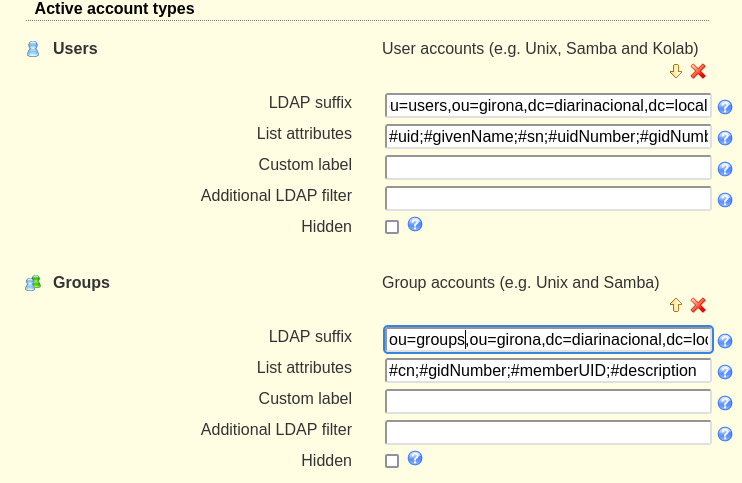 Active account types
Users
User accounts (e.g. Unix, Samba and Kolab)
LDAP suffix
u=users,ou=girona,dc=diarinacional,dc=local
List attributes
#uid;#givenName;#sn;#uidNumber;#gidNumb
Custom label
Additional LDAP filter
Hidden
Groups
Group accounts (e.g. Unix and Samba)
LDAP suffix
ou=groups,ou=girona,dc=diarinacional,dc=loc
List attributes
#cn;#gidNumber;#memberUID;#description
Custom label
Additional LDAP filter
Hidden